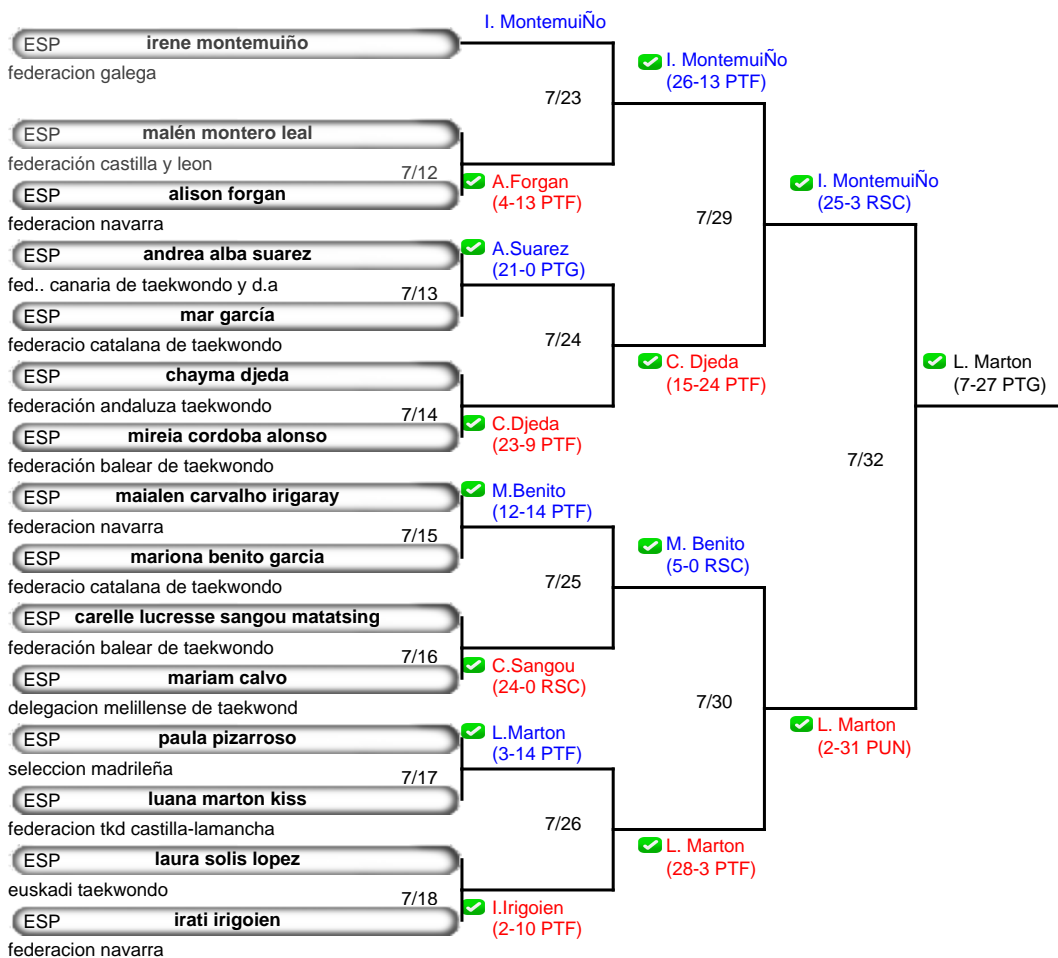 I. MontemuiÑo
ESP irene montemuiño
federacion galega
I. MontemuiÑo
(26-13 PTF)
7/23
ESP malén montero leal
federación castilla y leon
7/12
ESP alison forgan
A.Forgan
(4-13 PTF)
federacion navarra
I. MontemuiÑo
(25-3 RSC)
7/29
ESP andrea alba suarez
A.Suarez
(21-0 PTG)
fed.. canaria de taekwondo y d.a
7/13
ESP mar garcía
federacio catalana de taekwondo
7/24
C. Djeda
(15-24 PTF)
L. Marton
(7-27 PTG)
ESP chayma djeda
federación andaluza taekwondo
7/14
ESP mireia cordoba alonso
C.Djeda
(23-9 PTF)
federación balear de taekwondo
7/32
ESP maialen carvalho irigaray
M.Benito
(12-14 PTF)
federacion navarra
7/15
ESP mariona benito garcia
federacio catalana de taekwondo
M. Benito
(5-0 RSC)
7/25
ESP carelle lucresse sangou matatsing
federación balear de taekwondo
7/16
ESP mariam calvo
C.Sangou
(24-0 RSC)
delegacion melillense de taekwond
7/30
L. Marton
(2-31 PUN)
ESP paula pizarroso
L.Marton
(3-14 PTF)
seleccion madrileña
7/17
ESP luana marton kiss
federacion tkd castilla-lamancha
7/26
L. Marton
(28-3 PTF)
ESP laura solis lopez
euskadi taekwondo
7/18
ESP irati irigoien
I.Irigoien
(2-10 PTF)
federacion navarra